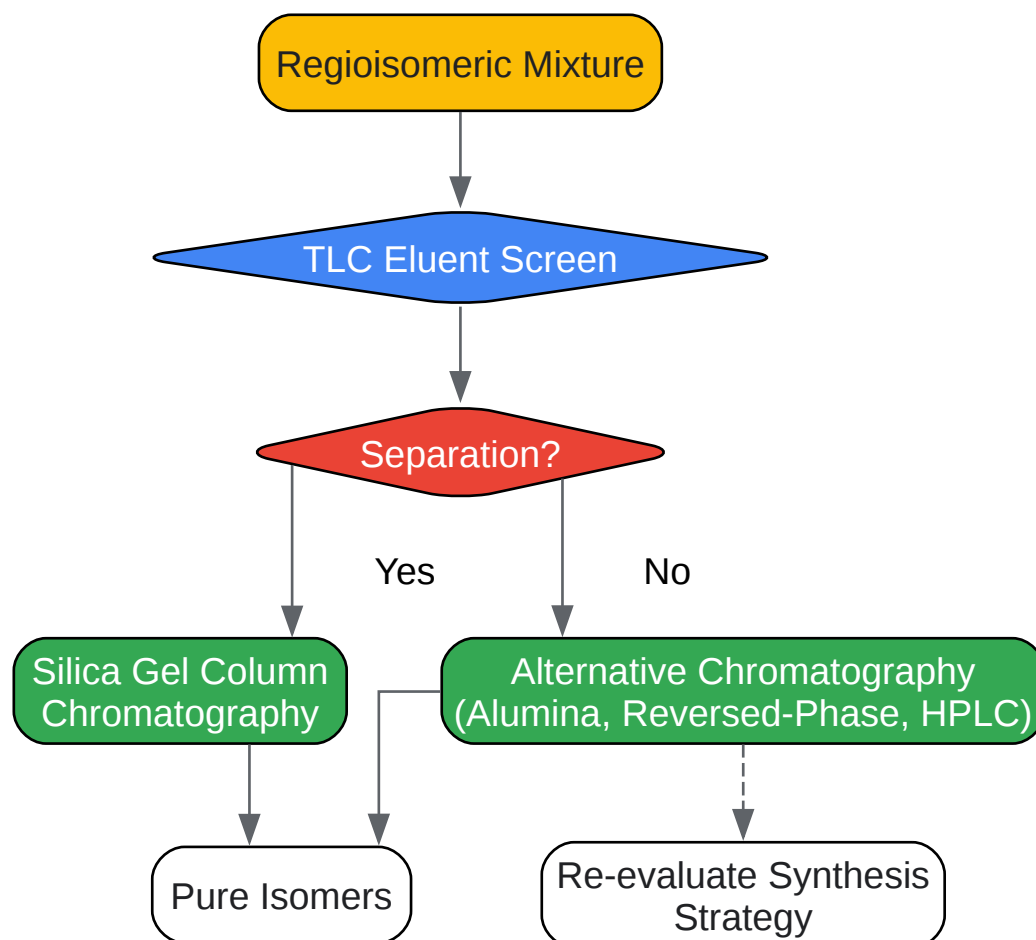 Regioisomeric Mixture
TLC Eluent Screen
Separation?
Yes
No
Silica Gel Column
Chromatography
Alternative Chromatography
(Alumina, Reversed-Phase, HPLC)
Pure Isomers
Re-evaluate Synthesis
Strategy